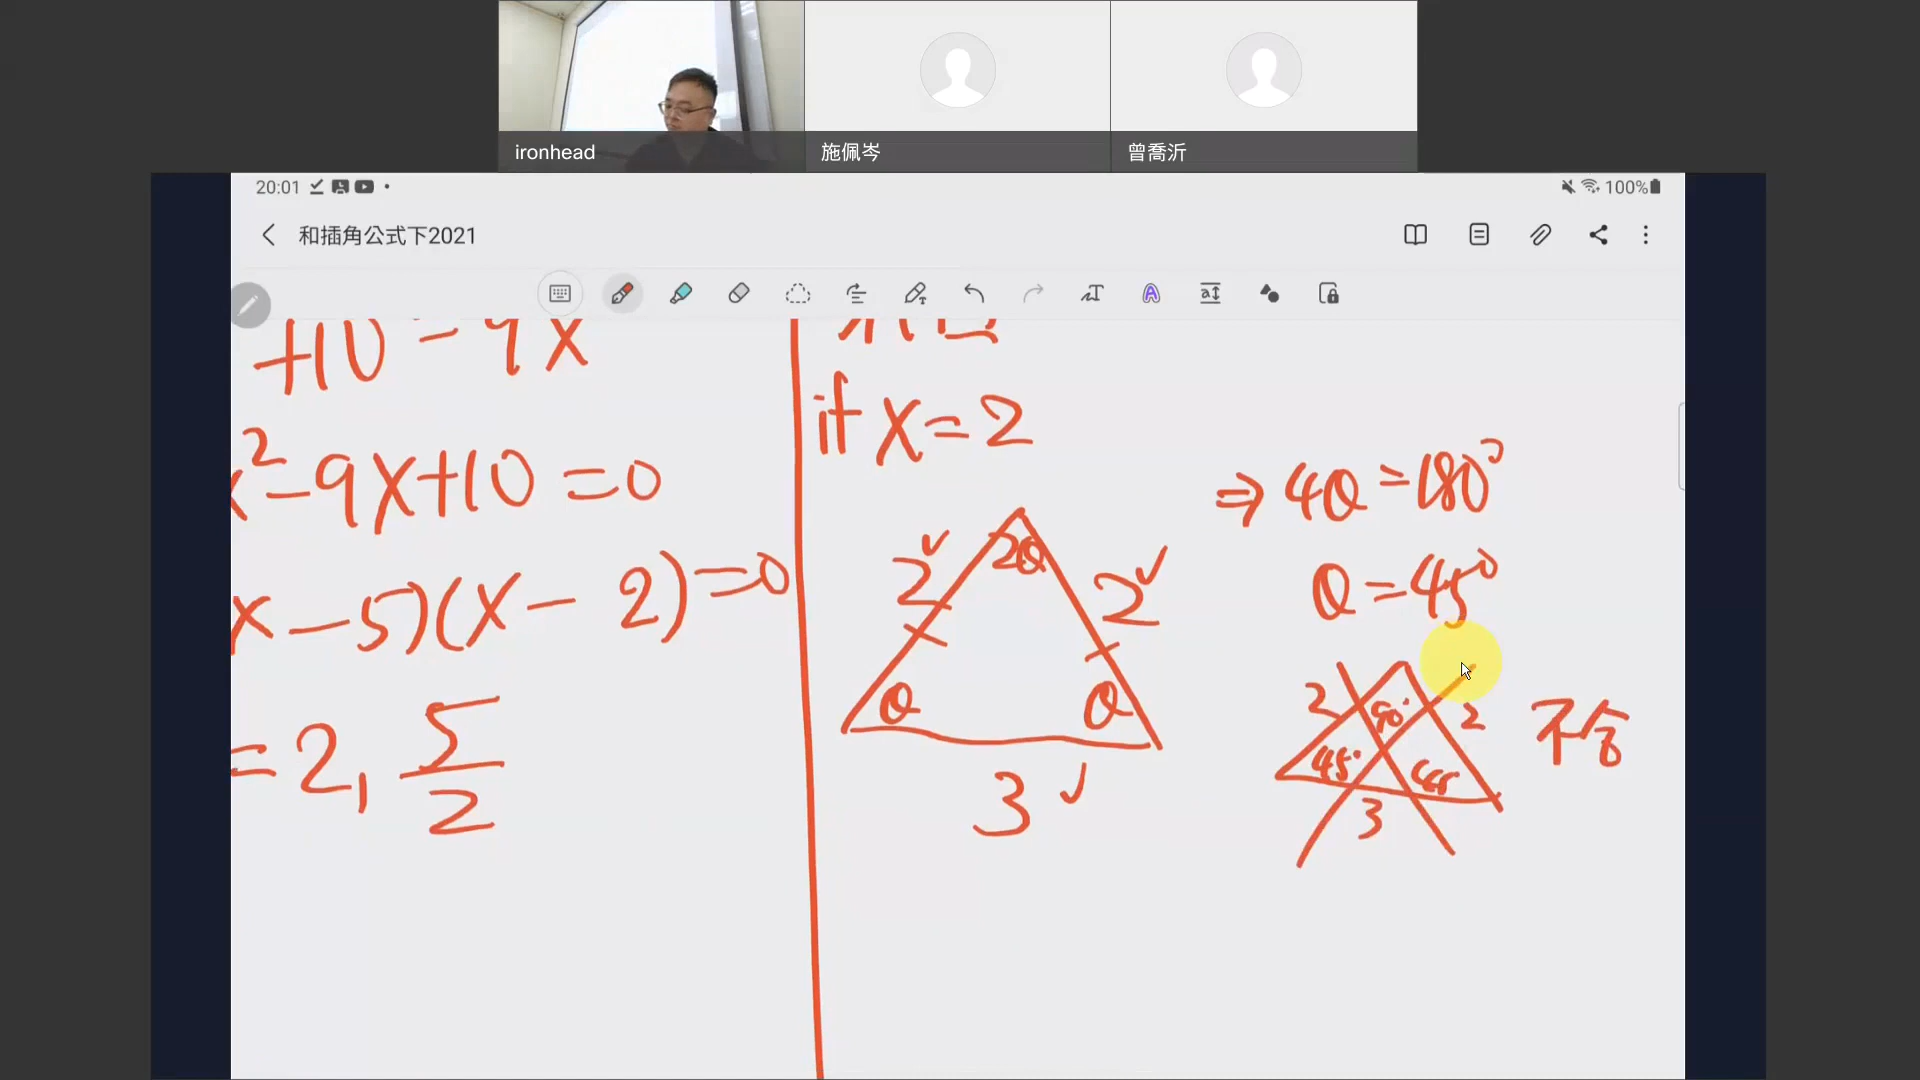 ironhead
施佩岑
曾喬沂
20:01
100%
和插角公式下2021
+10-9x
x²-9x+10=0
x-5)(x-2)=0
=2, 5/2
if x=2
2
2θ
2
θ
θ
3
⇒4θ=180°
θ=45°
2
90°
2
45°
45°
3
不合